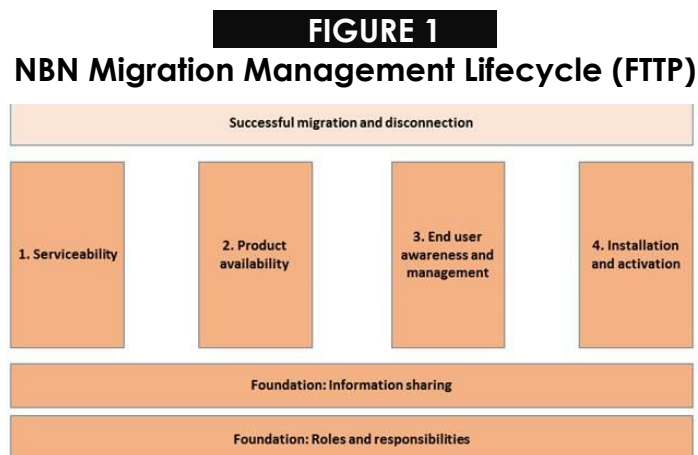 FIGURE 1
NBN Migration Management Lifecycle (FTTP)
Successful migration and disconnection
1. Serviceability
2. Product
availability
3. End user
awareness and
management
4. Installation
and activation
Foundation: Information sharing
Foundation: Roles and responsibilities